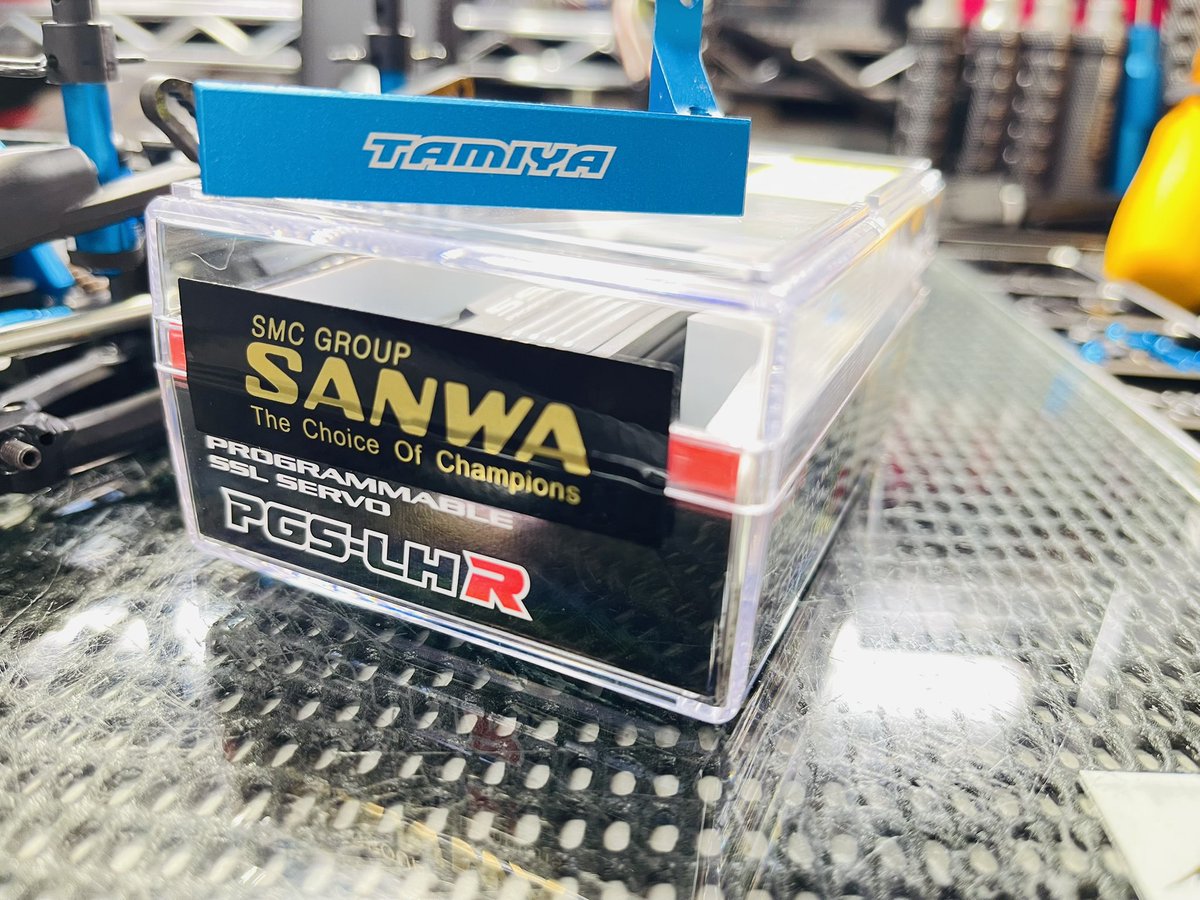 TAMIYA
SMC GROUP
SANWA
The Choice Of Champions
PROGRAMMABLE
SSL SERVO
PGS-LHR